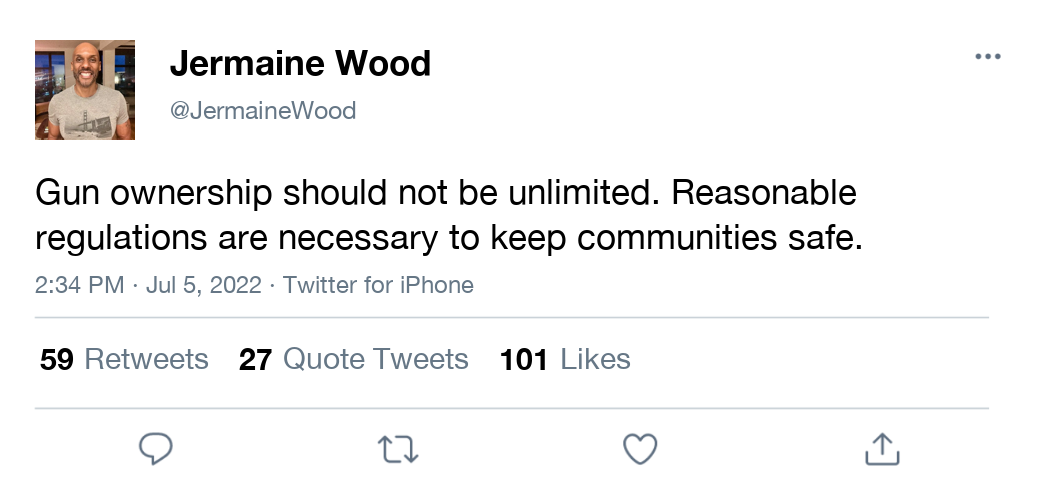 Jermaine Wood
@JermaineWood
Gun ownership should not be unlimited. Reasonable
regulations are necessary to keep communities safe.
2:34 PM · Jul 5, 2022 · Twitter for iPhone
59 Retweets 27 Quote Tweets 101 Likes